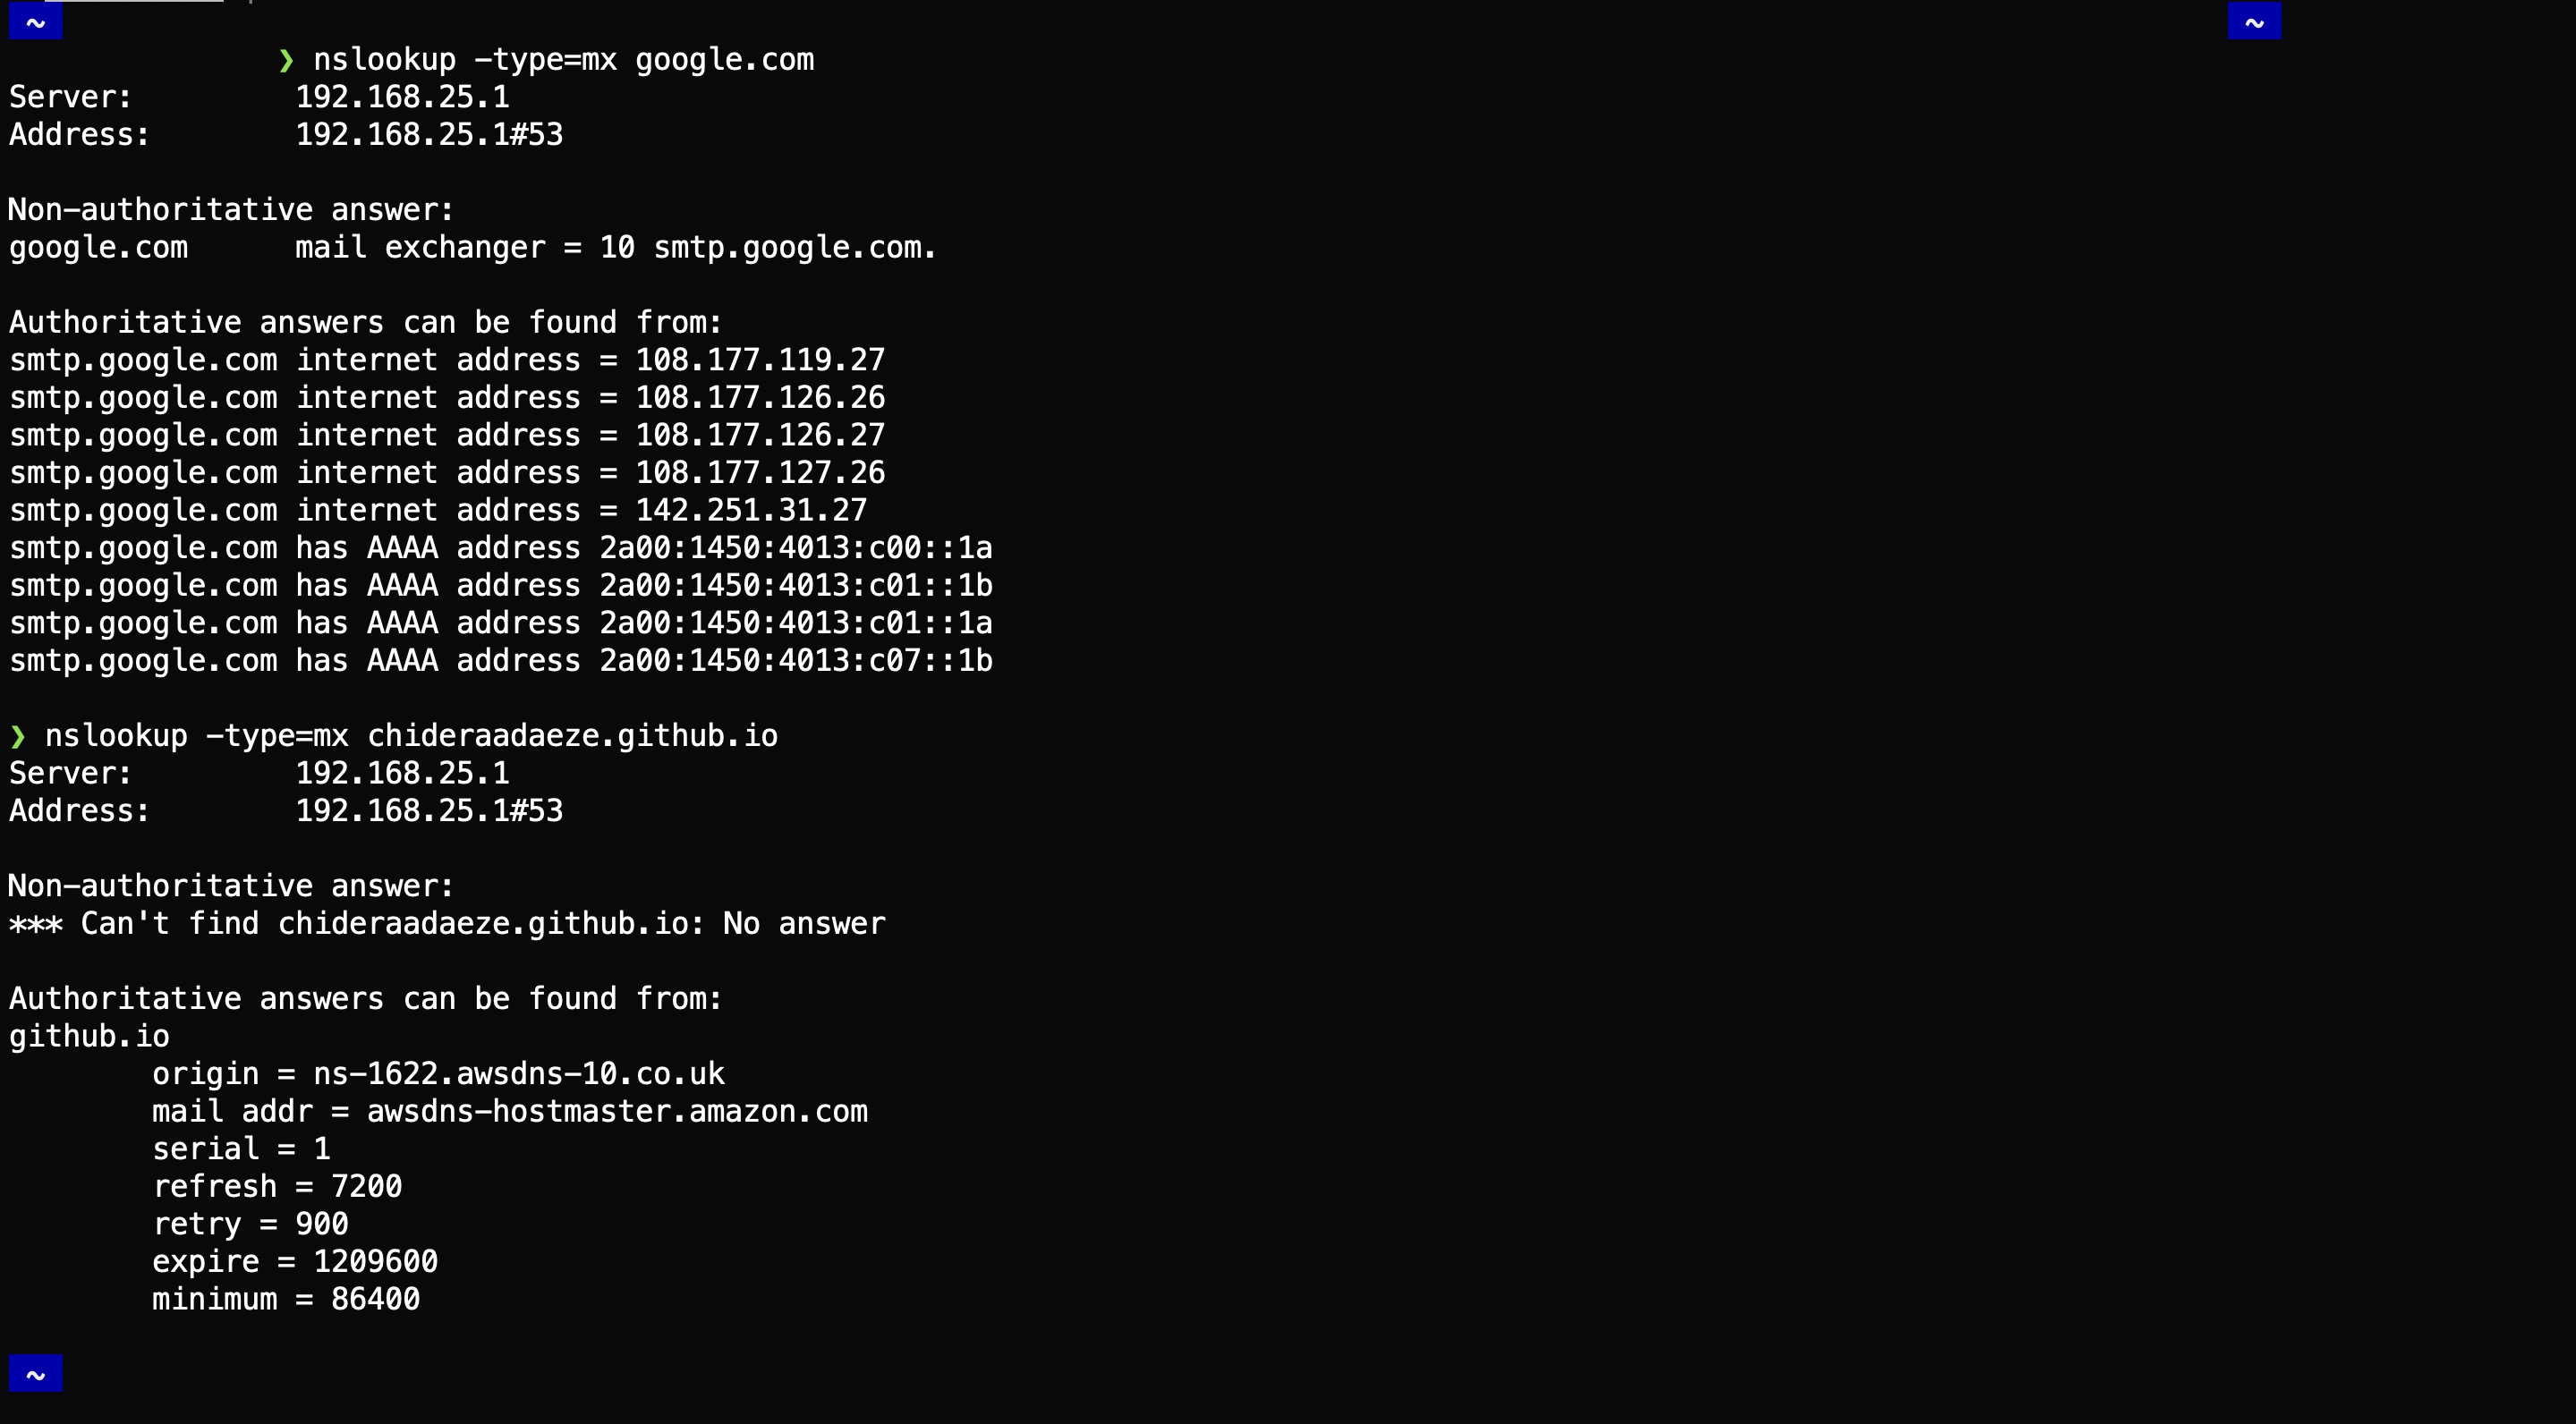 ~ ~
❯ nslookup -type=mx google.com
Server: 192.168.25.1
Address: 192.168.25.1#53
Non-authoritative answer:
google.com mail exchanger = 10 smtp.google.com.
Authoritative answers can be found from:
smtp.google.com internet address = 108.177.119.27
smtp.google.com internet address = 108.177.126.26
smtp.google.com internet address = 108.177.126.27
smtp.google.com internet address = 108.177.127.26
smtp.google.com internet address = 142.251.31.27
smtp.google.com has AAAA address 2a00:1450:4013:c00::1a
smtp.google.com has AAAA address 2a00:1450:4013:c01::1b
smtp.google.com has AAAA address 2a00:1450:4013:c01::1a
smtp.google.com has AAAA address 2a00:1450:4013:c07::1b
❯ nslookup -type=mx chideraadaeze.github.io
Server: 192.168.25.1
Address: 192.168.25.1#53
Non-authoritative answer:
*** Can't find chideraadaeze.github.io: No answer
Authoritative answers can be found from:
github.io
origin = ns-1622.awsdns-10.co.uk
mail addr = awsdns-hostmaster.amazon.com
serial = 1
refresh = 7200
retry = 900
expire = 1209600
minimum = 86400
~